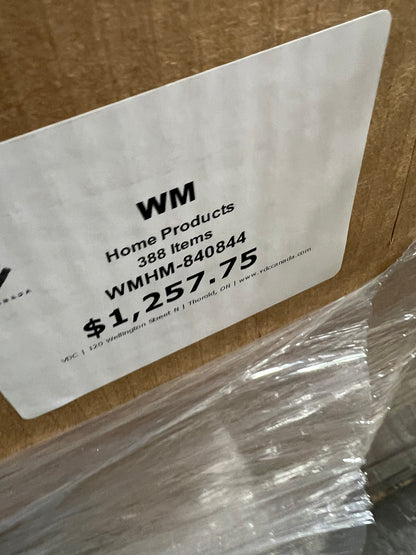 WM
Home Products
388 Items
WMHM-840844
$1,257.75
VDC | 120 Wellington Street N | Thorold, ON | www.vdccanada.com